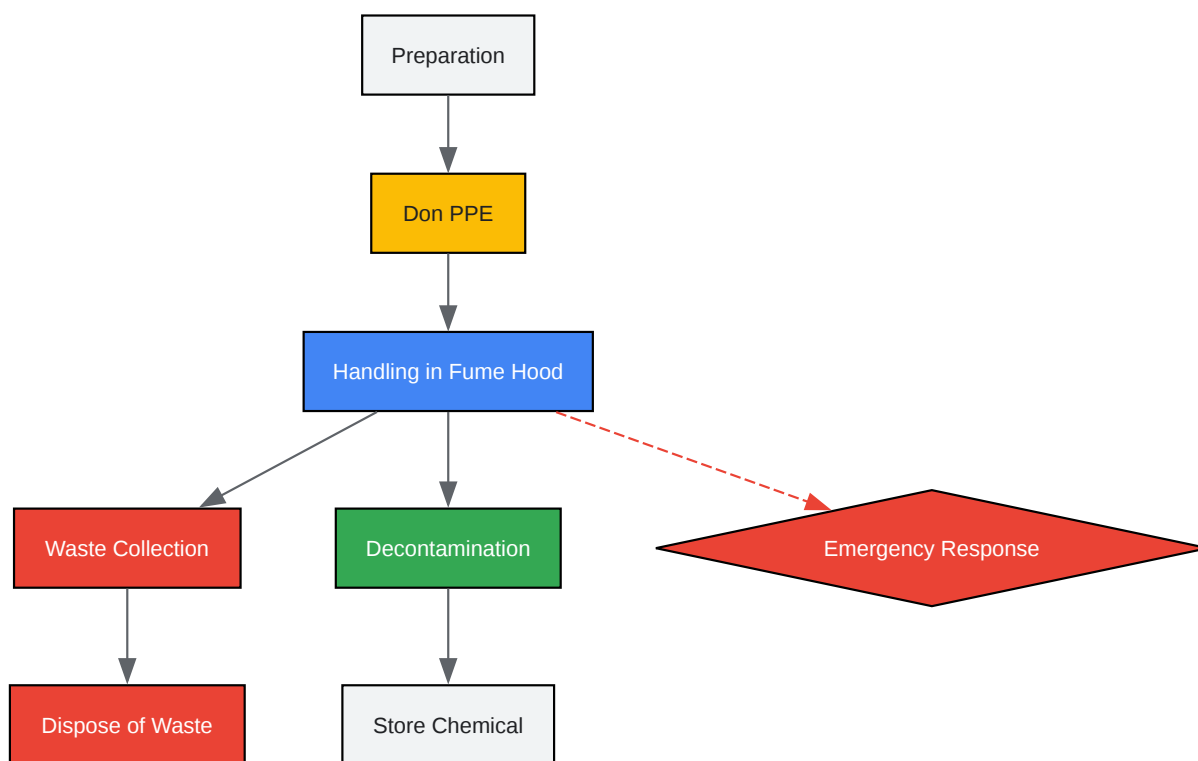 Preparation
Don PPE
Handling in Fume Hood
Waste Collection
Decontamination
Emergency Response
Dispose of Waste
Store Chemical